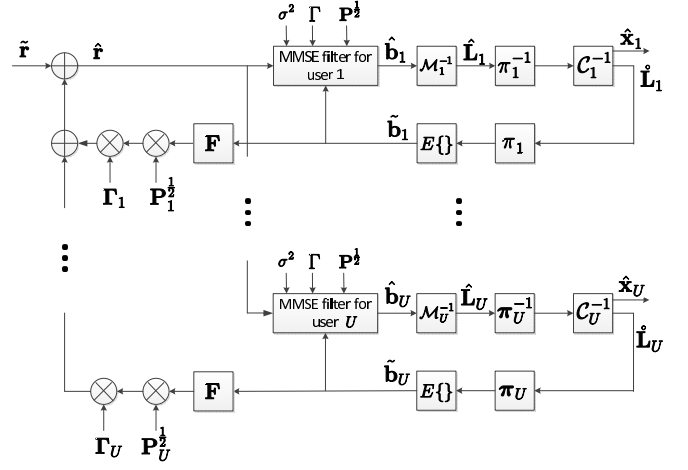 σ² Γ P^{1/2}
r̃ r̂ MMSE filter for user 1 b̂₁ ℳ₁⁻¹ L̂₁ π₁⁻¹ 𝒞₁⁻¹ x̂₁
L̊₁
F b̃₁ E{} π₁
Γ₁ P₁^{1/2}
σ² Γ P^{1/2}
MMSE filter for user U b̂_U ℳ_U⁻¹ L̂_U π_U⁻¹ 𝒞_U⁻¹ x̂_U
L̊_U
F b̃_U E{} π_U
Γ_U P_U^{1/2}